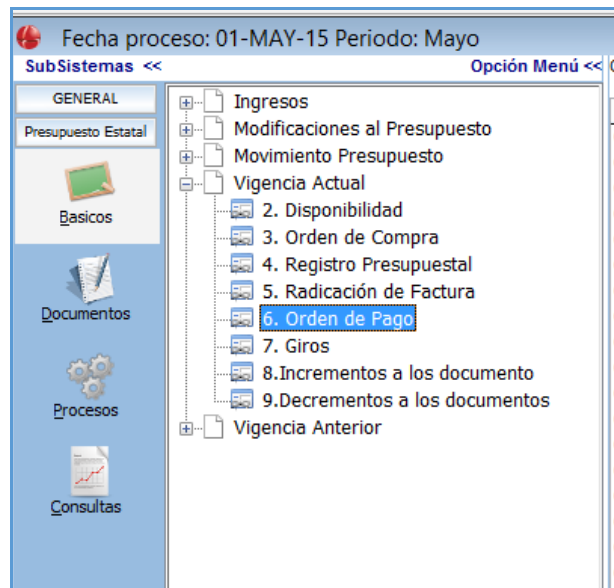 Fecha proceso: 01-MAY-15 Periodo: Mayo
SubSistemas << Opción Menú <<
GENERAL
Presupuesto Estatal
Basicos
Documentos
Procesos
Consultas
Ingresos
Modificaciones al Presupuesto
Movimiento Presupuesto
Vigencia Actual
2. Disponibilidad
3. Orden de Compra
4. Registro Presupuestal
5. Radicación de Factura
6. Orden de Pago
7. Giros
8.Incrementos a los documento
9.Decrementos a los documentos
Vigencia Anterior